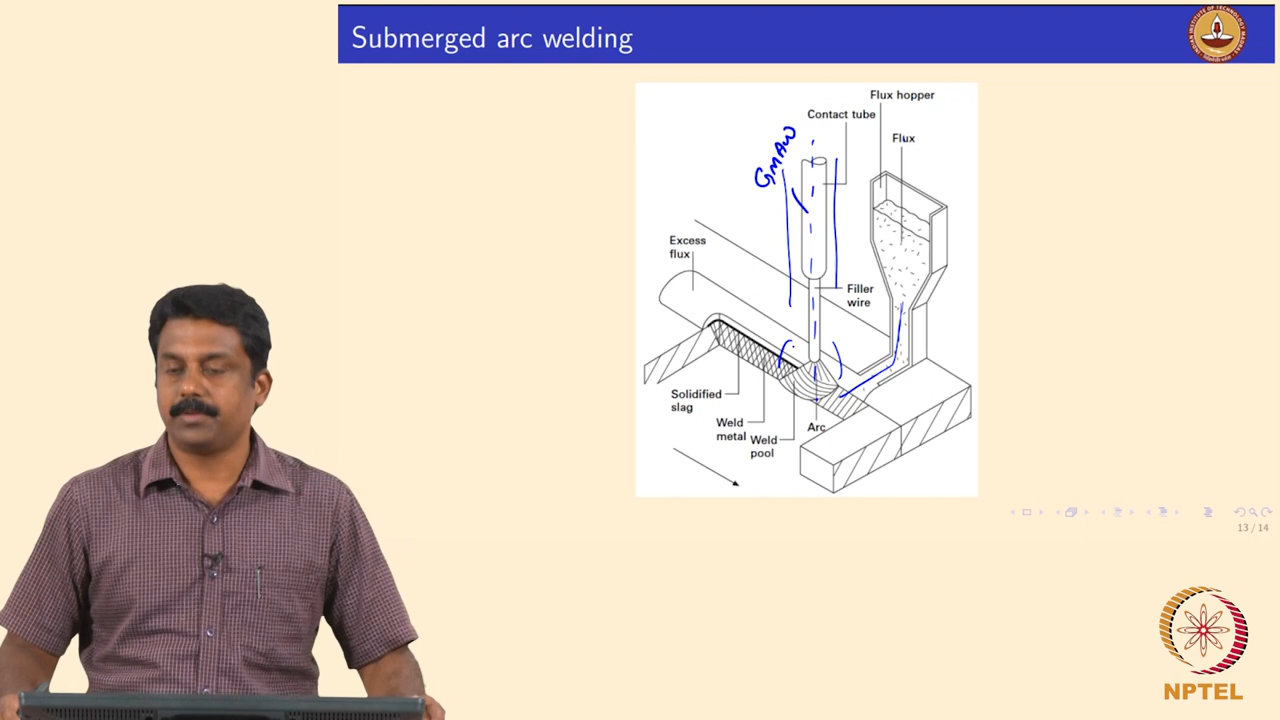 Submerged arc welding
Flux hopper
Contact tube
Flux
GMAW
Excess
flux
Filler
wire
Solidified
slag
Weld
metal
Weld
pool
Arc
13 / 14
NPTEL